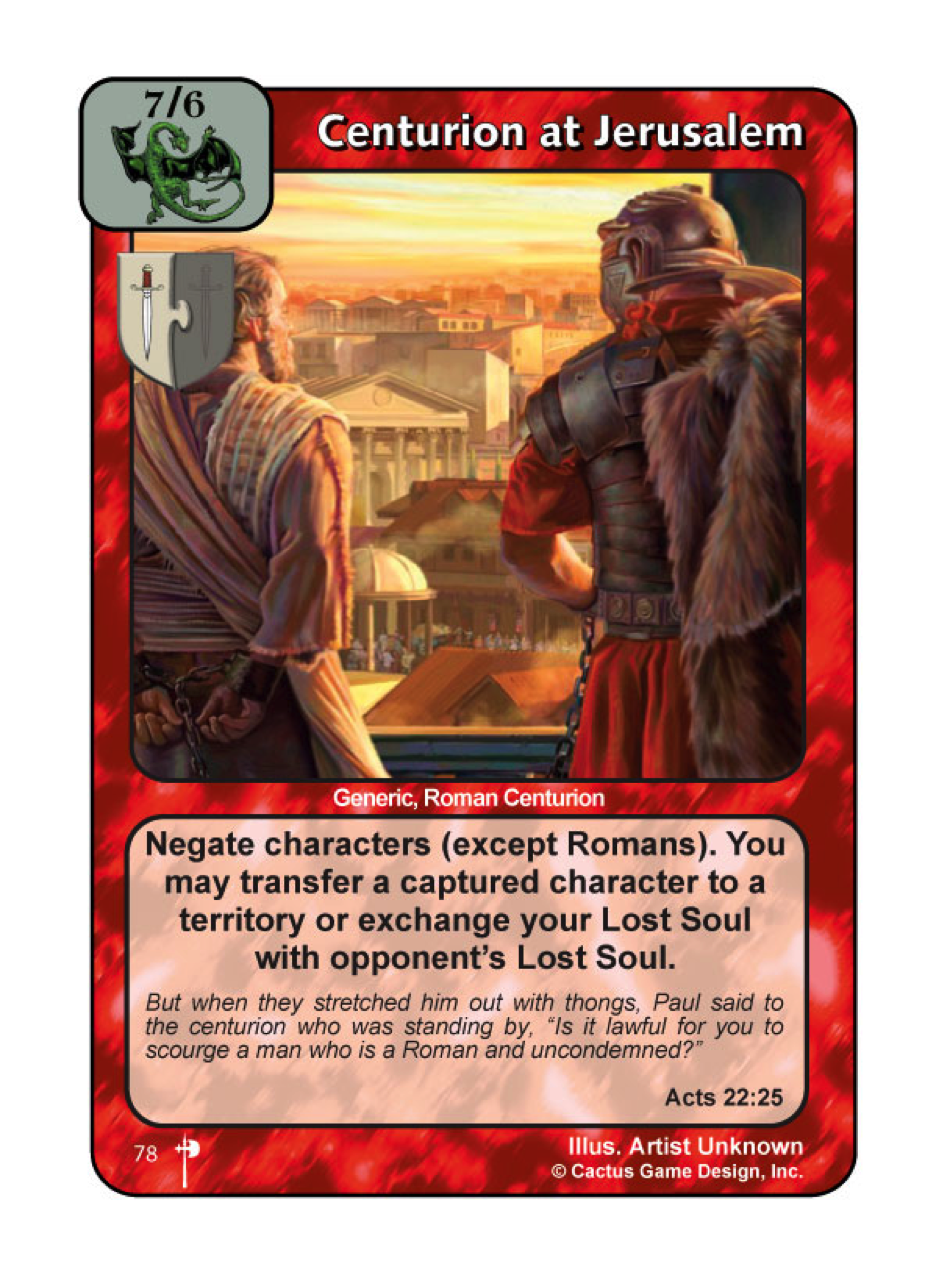 7/6
Centurion at Jerusalem
Generic, Roman Centurion
Negate characters (except Romans). You
may transfer a captured character to a
territory or exchange your Lost Soul
with opponent's Lost Soul.
But when they stretched him out with thongs, Paul said to
the centurion who was standing by, “Is it lawful for you to
scourge a man who is a Roman and uncondemned?”
Acts 22:25
78
Illus. Artist Unknown
© Cactus Game Design, Inc.